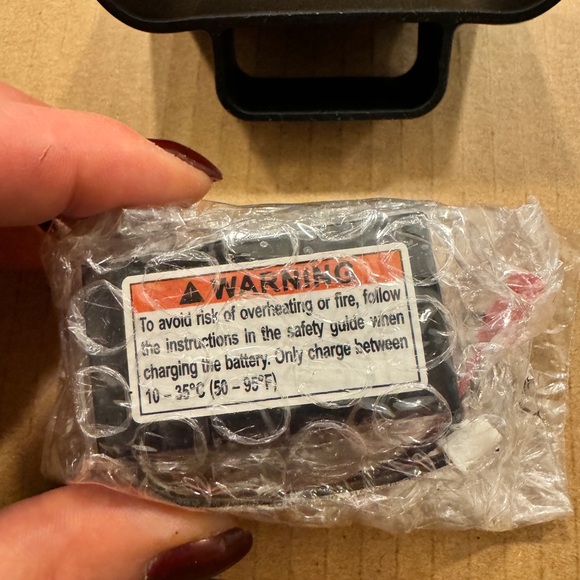 WARNING
To avoid risk of overheating or fire, follow
the instructions in the safety guide when
charging the battery. Only charge between
10 – 35°C (50 – 95°F)